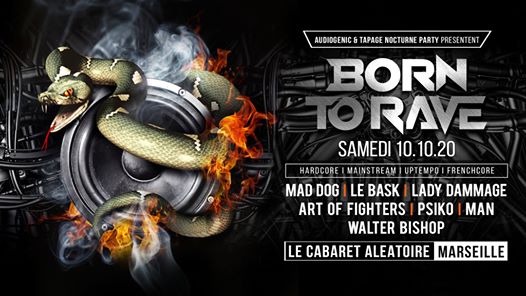 AUDIOGENIC & TAPAGE NOCTURNE PARTY PRESENTENT
BORN
TO RAVE
SAMEDI 10.10.20
HARDCORE | MAINSTREAM | UPTEMPO | FRENCHCORE
MAD DOG | LE BASK | LADY DAMMAGE
ART OF FIGHTERS | PSIKO | MAN
WALTER BISHOP
LE CABARET ALEATOIRE MARSEILLE